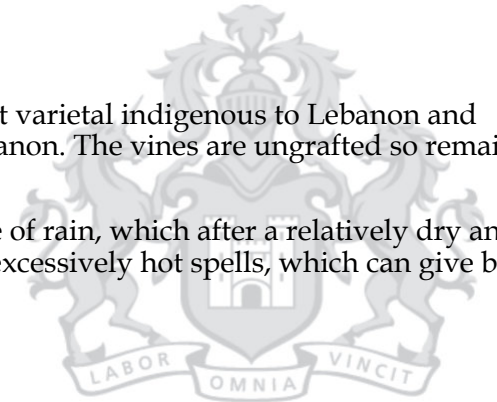 t varietal indigenous to Lebanon and
anon. The vines are ungrafted so remai
e of rain, which after a relatively dry an
excessively hot spells, which can give b
LABOR OMNIA VINCIT